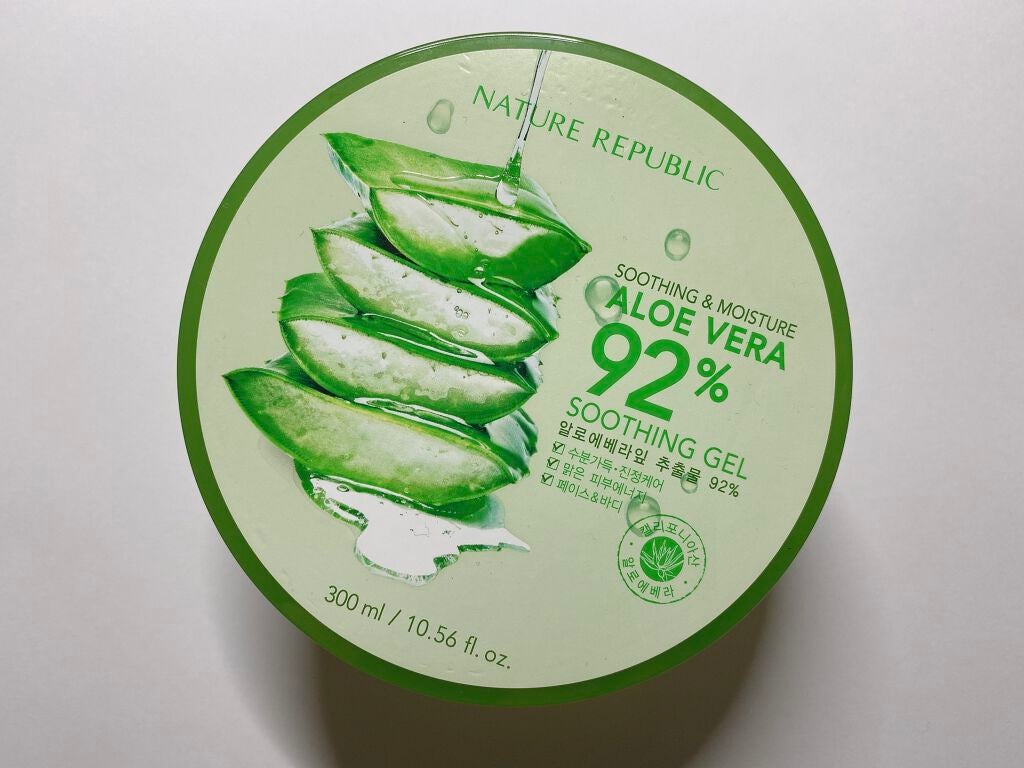 NATURE REPUBLIC
SOOTHING & MOISTURE
ALOE VERA
92%
SOOTHING GEL
알로에베라잎 추출물 92%
수분가득·진정케어
맑은 피부에너지
페이스&바디
캘리포니아산
알로에베라
300 ml / 10.56 fl. oz.